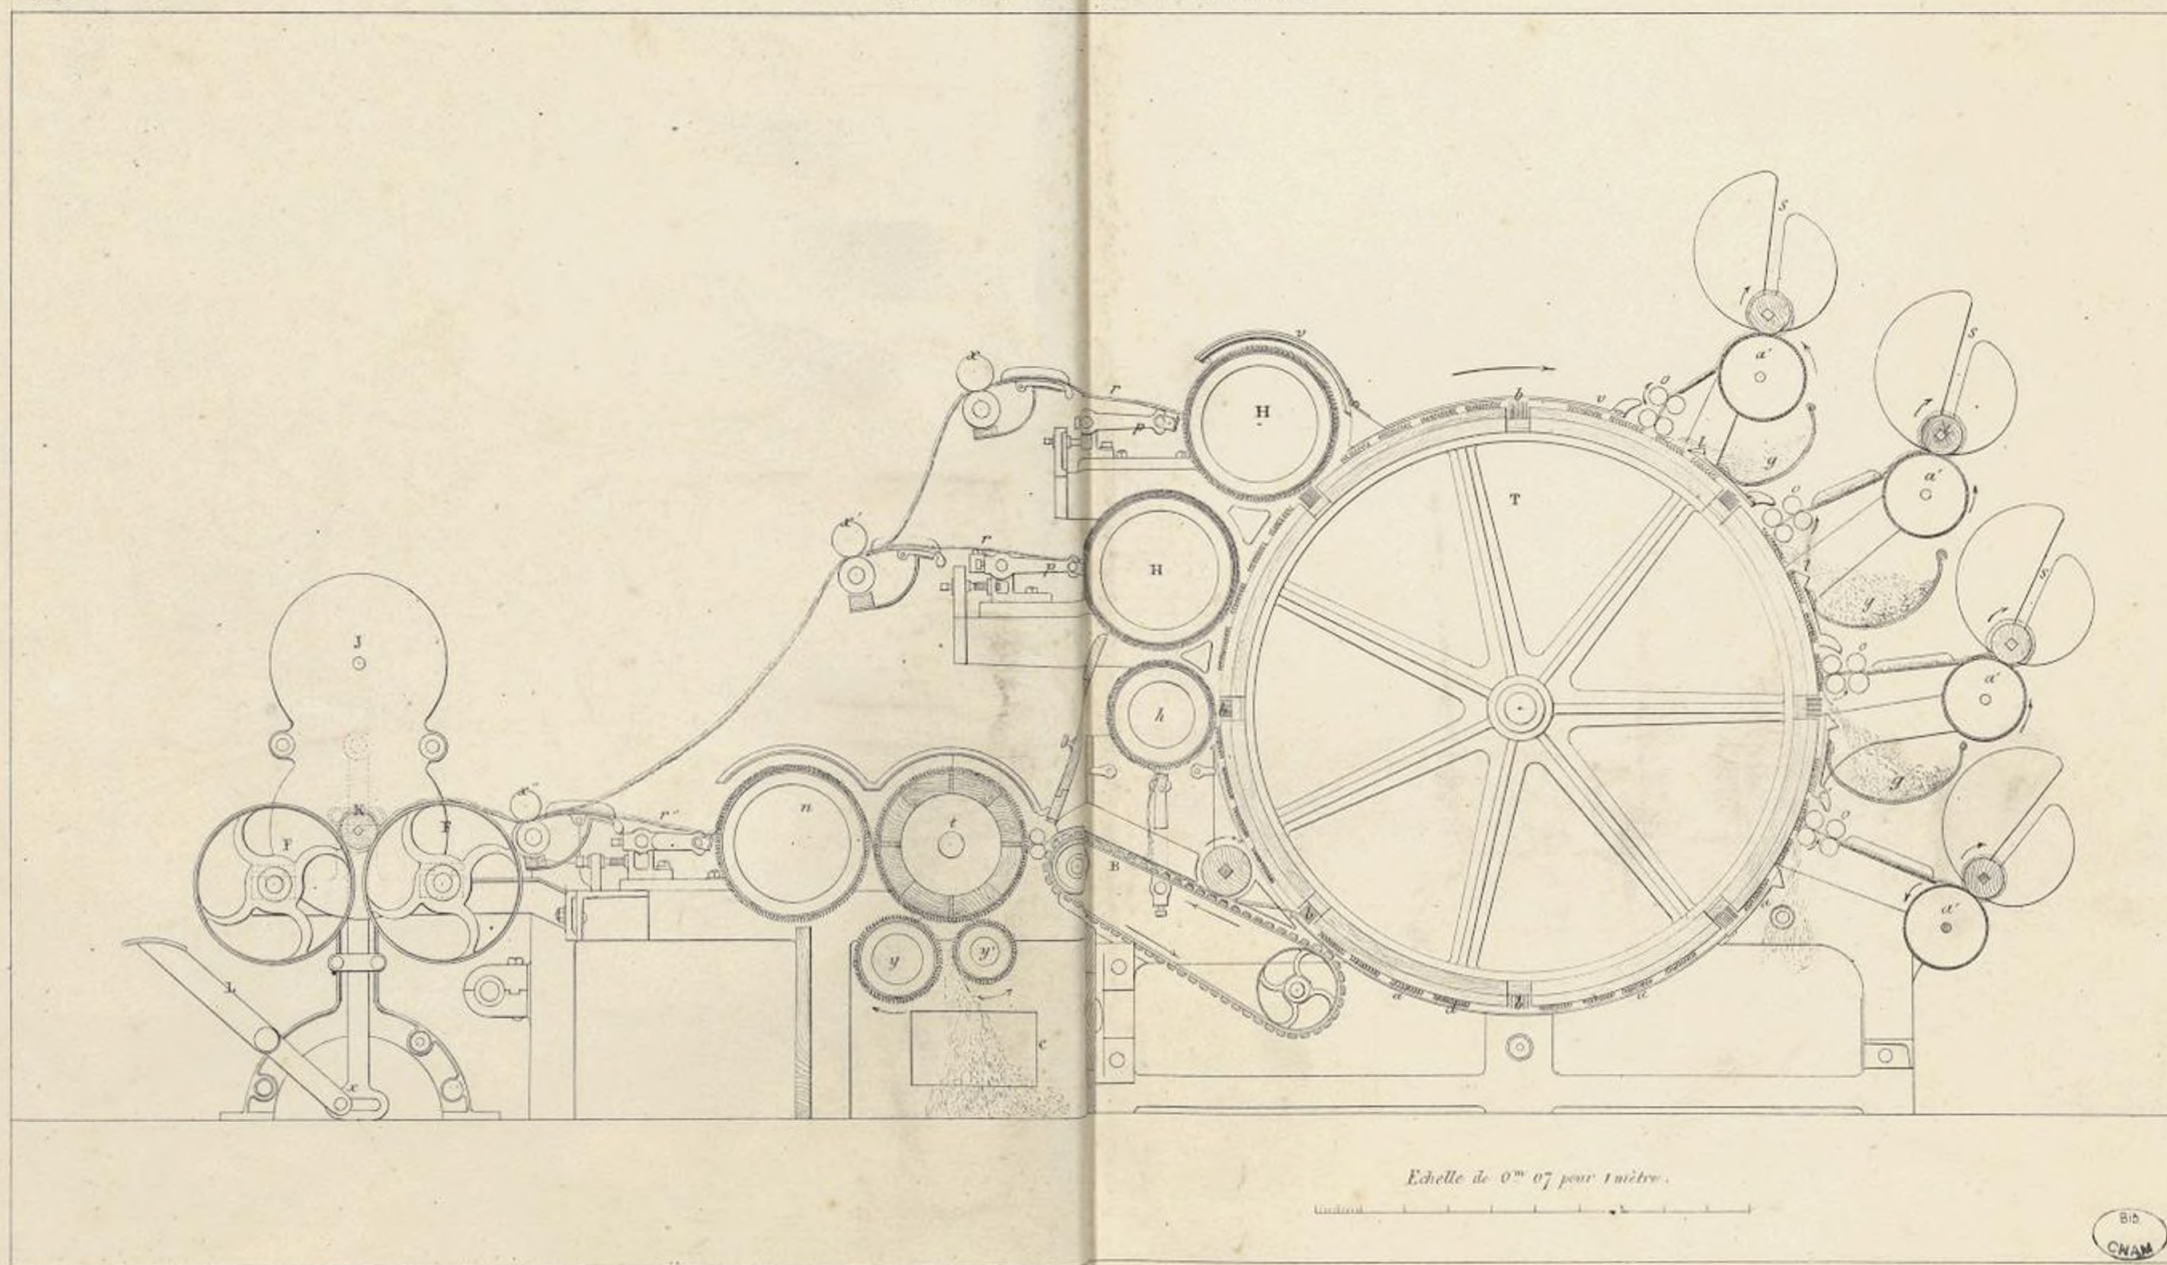 S
S
a'
o
x
r
p
H
v
b
v
l
g
T
a'
o
x'
r
p
H
l
g
S
a'
o
J
h
b
g
x''
r''
n
t
K
F
F
B
o
a'
b
a
y
y'
L
c
a
d
b
a
x
Echelle de 0m 07 pour 1 mètre.
BIB.
CNAM